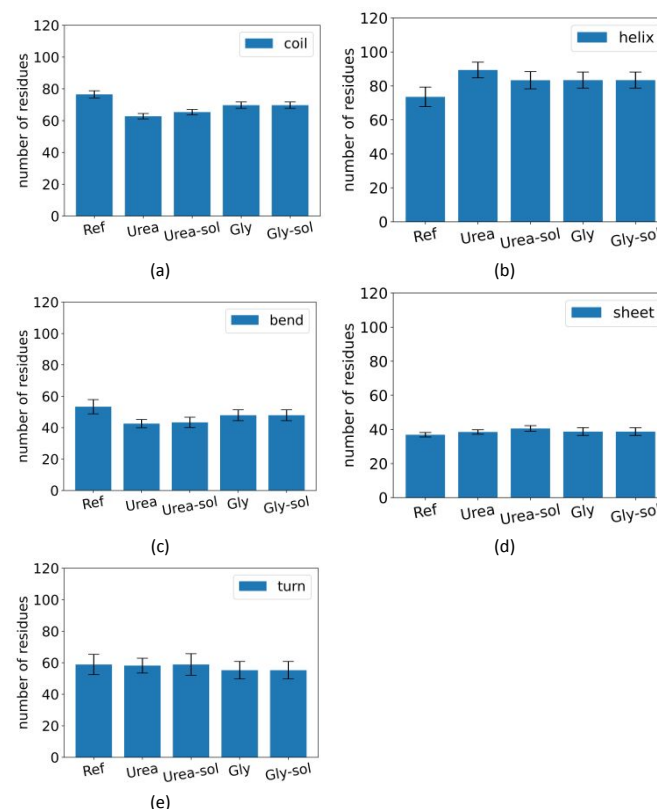 number of residues
120
100
80
60
40
20
0
coil
Ref Urea Urea-sol Gly Gly-sol
(a)
number of residues
120
100
80
60
40
20
0
helix
Ref Urea Urea-sol Gly Gly-sol
(b)
number of residues
120
100
80
60
40
20
0
bend
Ref Urea Urea-sol Gly Gly-sol
(c)
number of residues
120
100
80
60
40
20
0
sheet
Ref Urea Urea-sol Gly Gly-sol
(d)
number of residues
120
100
80
60
40
20
0
turn
Ref Urea Urea-sol Gly Gly-sol
(e)